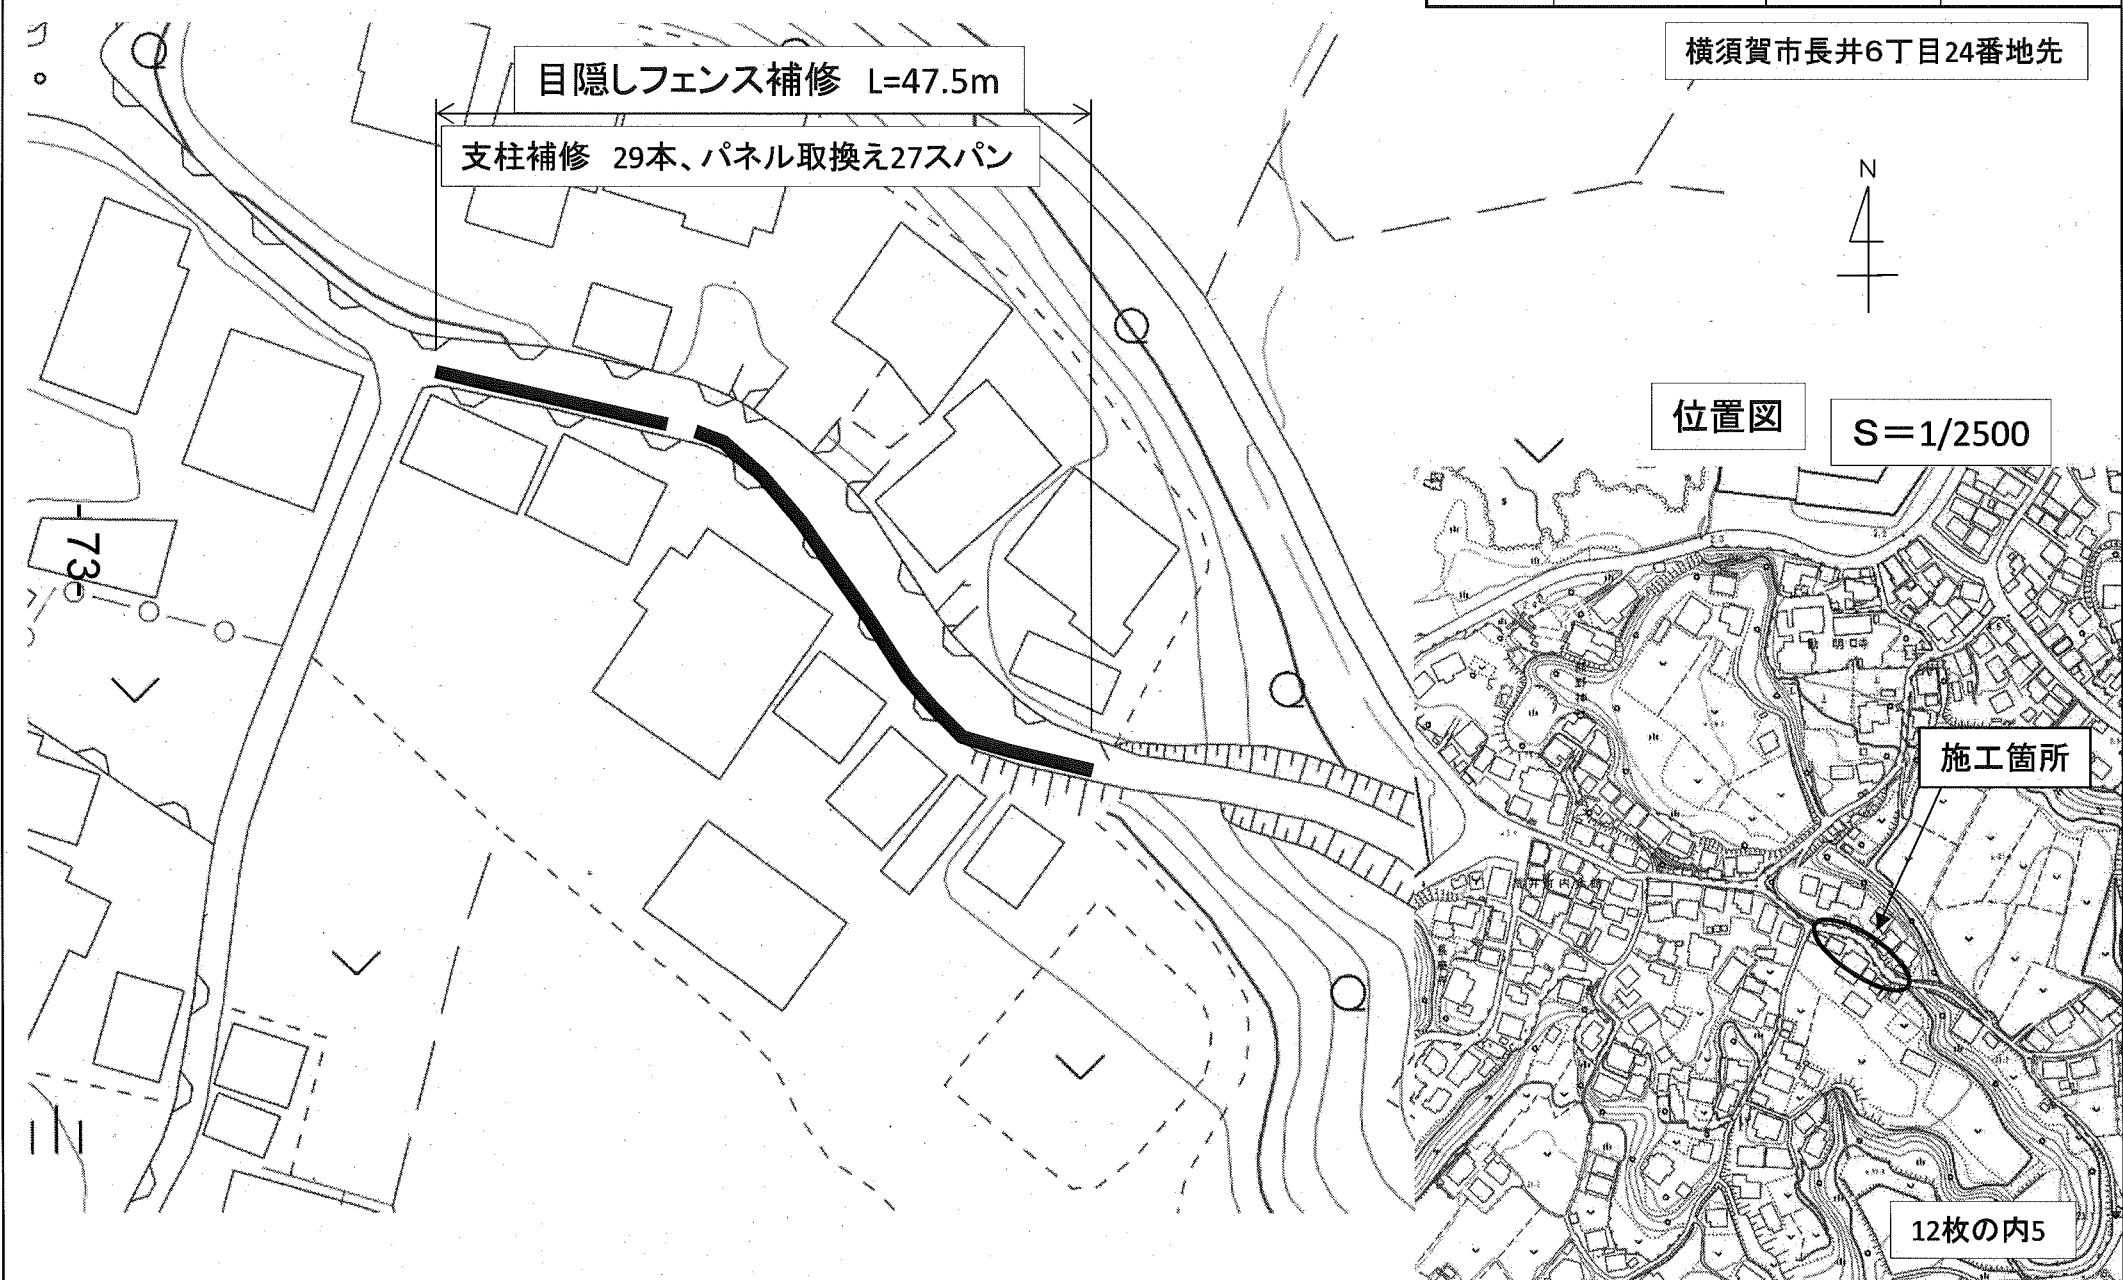 横須賀市長井6丁目24番地先
目隠しフェンス補修 L=47.5m
支柱補修 29本、パネル取換え27スパン
N
位置図
S=1/2500
-73-
施工箇所
12枚の内5